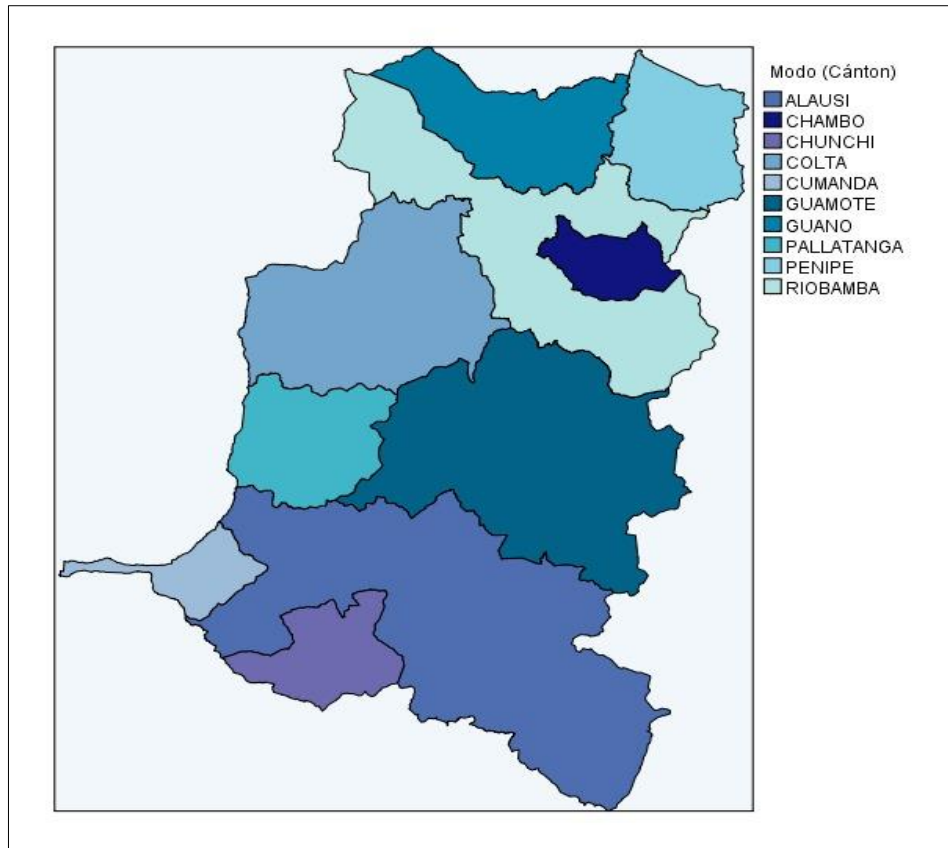 Modo (Cánton)
ALAUSI
CHAMBO
CHUNCHI
COLTA
CUMANDA
GUAMOTE
GUANO
PALLATANGA
PENIPE
RIOBAMBA